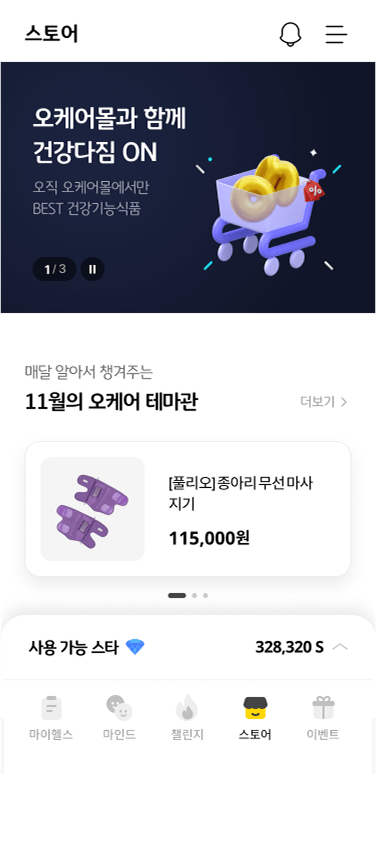 스토어
오케어몰과 함께
건강다짐 ON
오직 오케어몰에서만
BEST 건강기능식품
%
1 / 3
매달 알아서 챙겨주는
11월의 오케어 테마관
더보기
[풀리오]종아리 무선 마사
지기
115,000원
사용 가능 스타
328,320 S
마이헬스
마인드
챌린지
스토어
이벤트